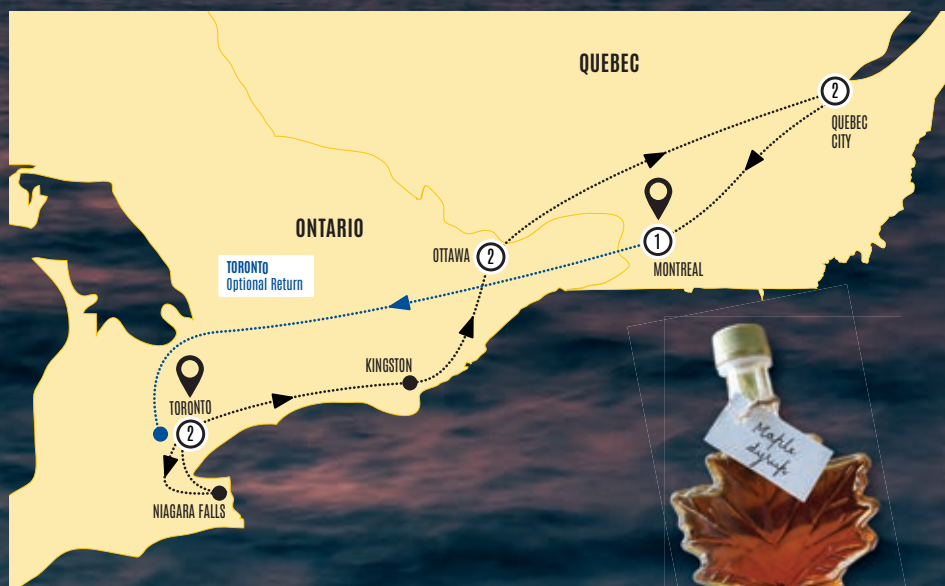 QUEBEC
2
QUEBEC
CITY
ONTARIO
OTTAWA
2
1
MONTREAL
TORONTO
Optional Return
KINGSTON
TORONTO
2
NIAGARA FALLS
Maple
syrup